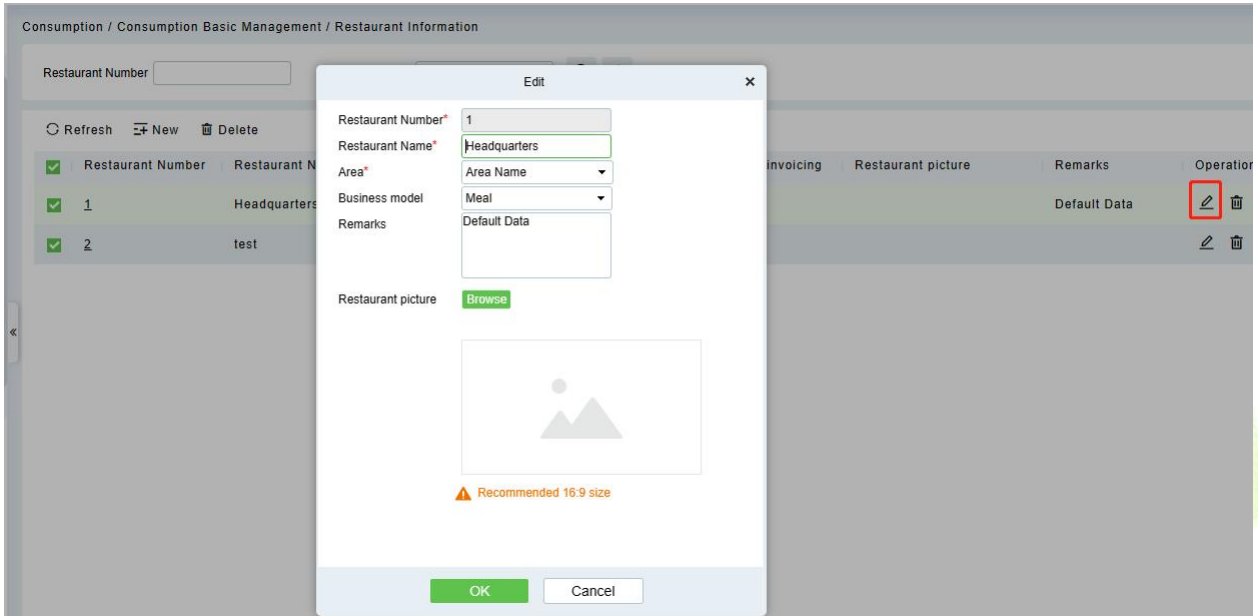 Consumption / Consumption Basic Management / Restaurant Information
Restaurant Number
Refresh New Delete
Restaurant Number Restaurant N invoicing Restaurant picture Remarks Operation
1 Headquarters Default Data
2 test
Edit
Restaurant Number* 1
Restaurant Name* Headquarters
Area* Area Name
Business model Meal
Remarks Default Data
Restaurant picture Browse
Recommended 16:9 size
OK Cancel